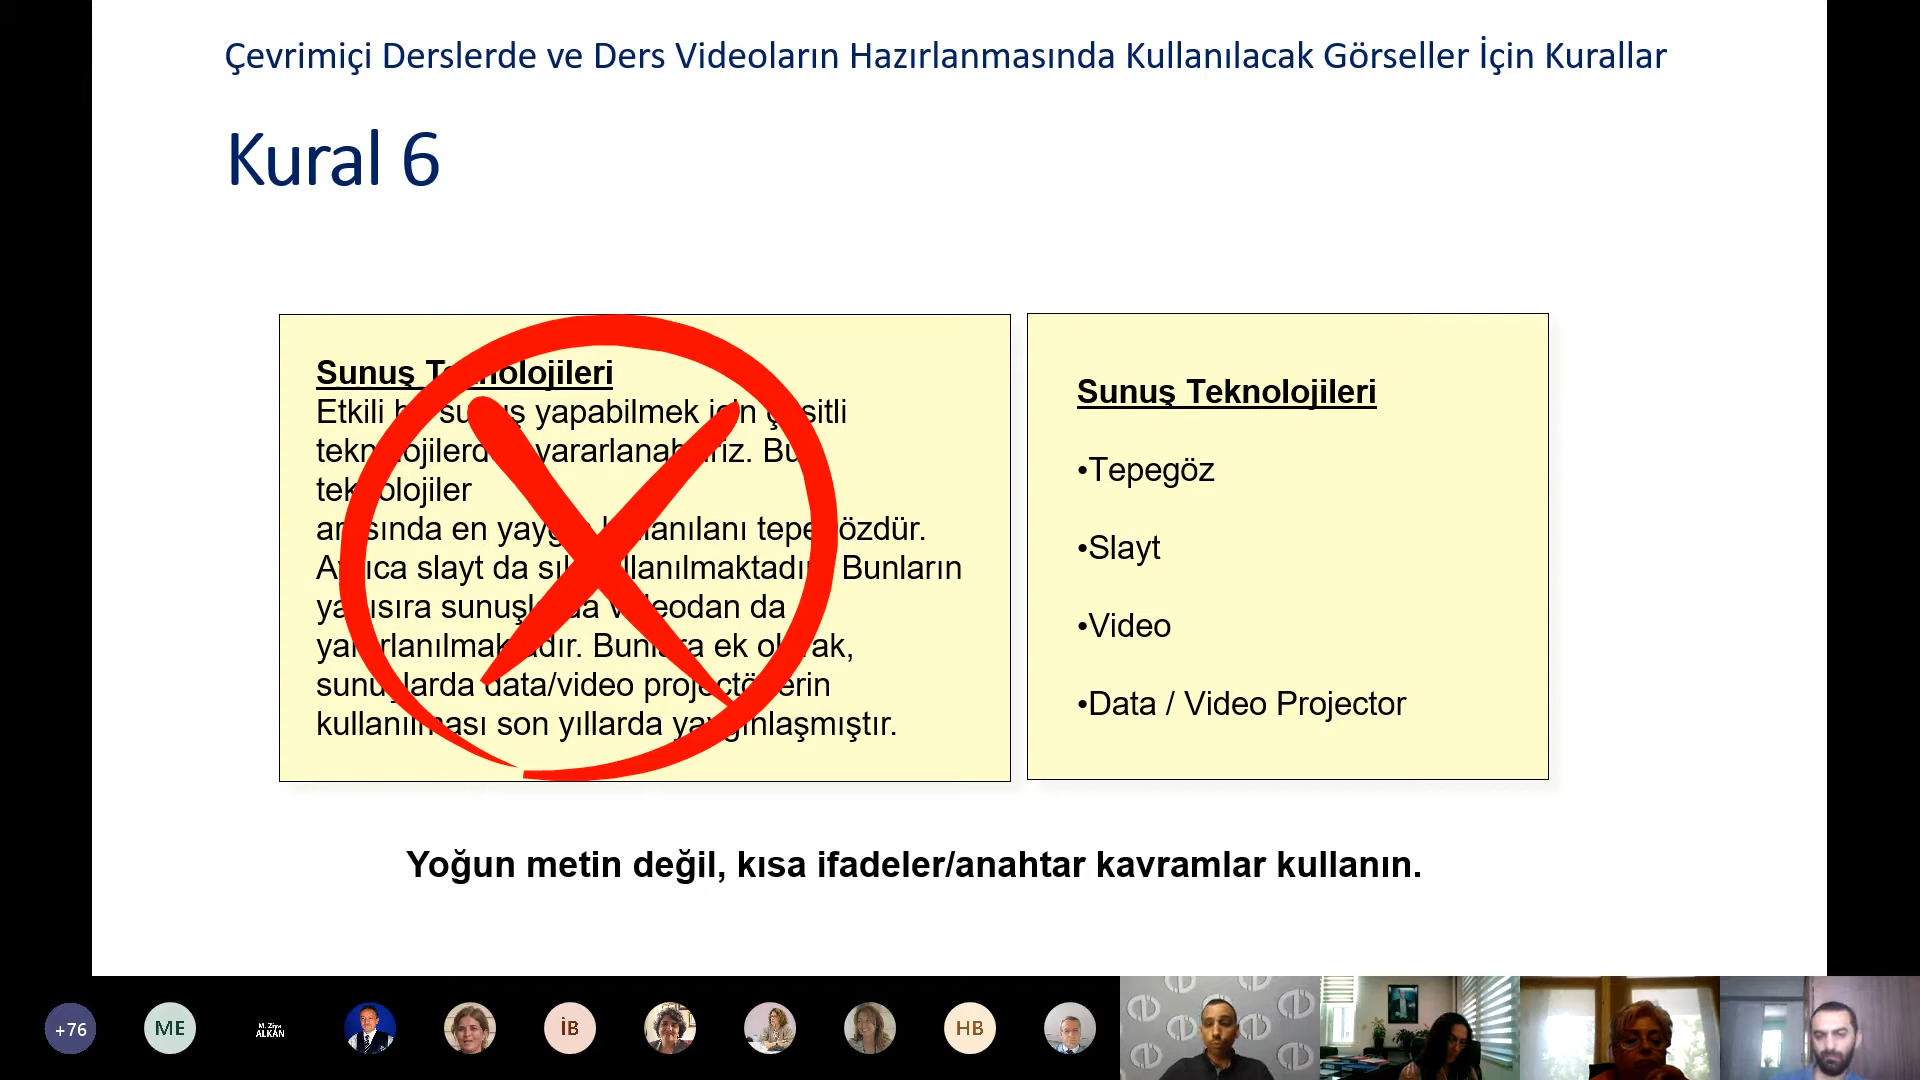 Çevrimiçi Derslerde ve Ders Videoların Hazırlanmasında Kullanılacak Görseller İçin Kurallar
Kural 6
Sunuş Teknolojileri
Etkili bir sunuş yapabilmek için çeşitli
teknolojilerden yararlanabiliriz. Bu
teknolojiler
arasında en yaygın kullanılanı tepegözdür.
Ayrıca slayt da sık kullanılmaktadır. Bunların
yanısıra sunuşlarda videodan da
yararlanılmaktadır. Bunlara ek olarak,
sunuşlarda data/video projectörlerin
kullanılması son yıllarda yaygınlaşmıştır.
Sunuş Teknolojileri
•Tepegöz
•Slayt
•Video
•Data / Video Projector
Yoğun metin değil, kısa ifadeler/anahtar kavramlar kullanın.
+76
ME
M. Ziya
ALKAN
İB
HB